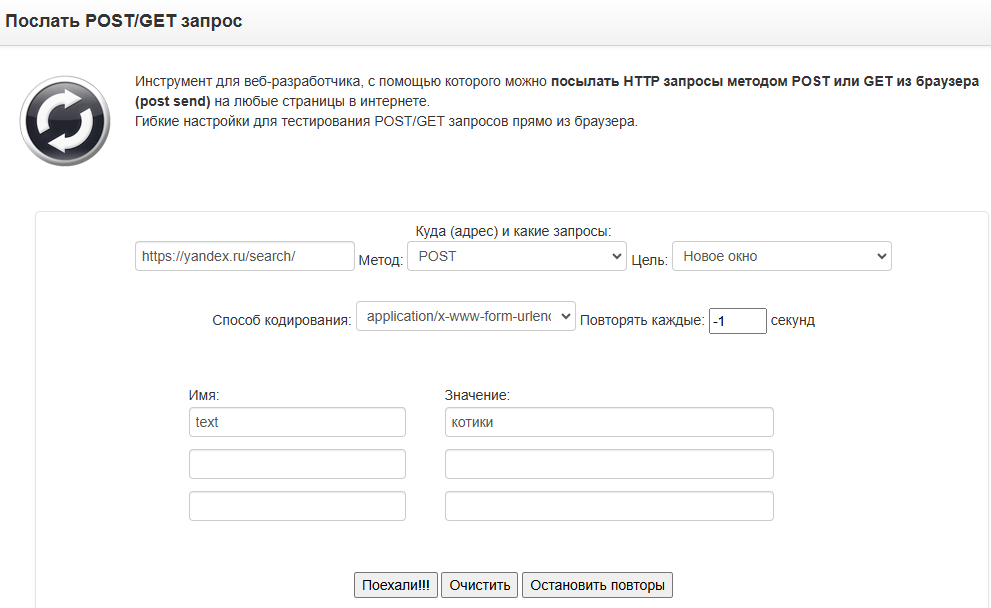 Послать POST/GET запрос
Инструмент для веб-разработчика, с помощью которого можно посылать HTTP запросы методом POST или GET из браузера
(post send) на любые страницы в интернете.
Гибкие настройки для тестирования POST/GET запросов прямо из браузера.
Куда (адрес) и какие запросы:
https://yandex.ru/search/ Метод: POST Цель: Новое окно
Способ кодирования: application/x-www-form-urlenc Повторять каждые: -1 секунд
Имя: Значение:
text котики
Поехали!!! Очистить Остановить повторы